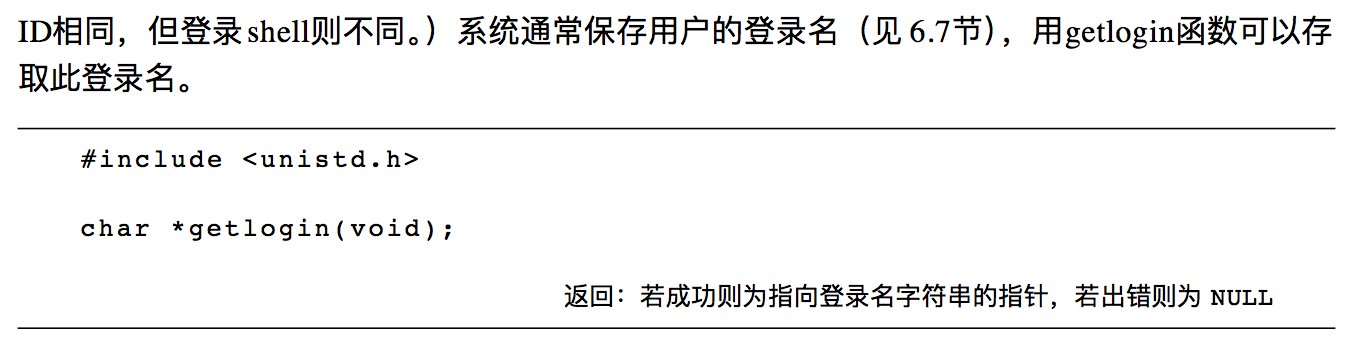 ID相同，但登录shell则不同。）系统通常保存用户的登录名（见 6.7节），用getlogin函数可以存
取此登录名。
#include <unistd.h>
char *getlogin(void);
返回：若成功则为指向登录名字符串的指针，若出错则为 NULL